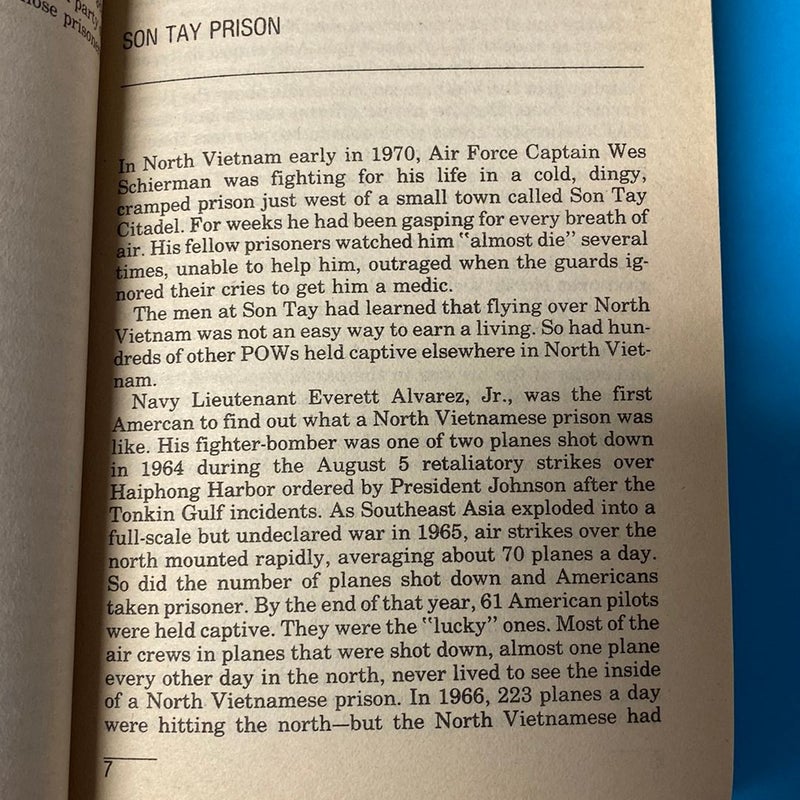 party
those prisone
SON TAY PRISON
In North Vietnam early in 1970, Air Force Captain Wes
Schierman was fighting for his life in a cold, dingy,
cramped prison just west of a small town called Son Tay
Citadel. For weeks he had been gasping for every breath of
air. His fellow prisoners watched him "almost die" several
times, unable to help him, outraged when the guards ig-
nored their cries to get him a medic.
The men at Son Tay had learned that flying over North
Vietnam was not an easy way to earn a living. So had hun-
dreds of other POWs held captive elsewhere in North Viet-
nam.
Navy Lieutenant Everett Alvarez, Jr., was the first
Amercan to find out what a North Vietnamese prison was
like. His fighter-bomber was one of two planes shot down
in 1964 during the August 5 retaliatory strikes over
Haiphong Harbor ordered by President Johnson after the
Tonkin Gulf incidents. As Southeast Asia exploded into a
full-scale but undeclared war in 1965, air strikes over the
north mounted rapidly, averaging about 70 planes a day.
So did the number of planes shot down and Americans
taken prisoner. By the end of that year, 61 American pilots
were held captive. They were the "lucky" ones. Most of the
air crews in planes that were shot down, almost one plane
every other day in the north, never lived to see the inside
of a North Vietnamese prison. In 1966, 223 planes a day
were hitting the north—but the North Vietnamese had
7